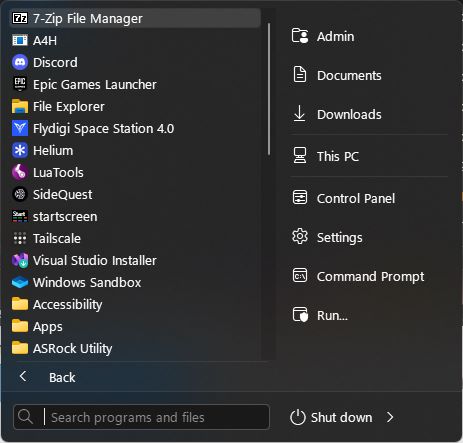 7-Zip File Manager
A4H
Discord
Epic Games Launcher
File Explorer
Flydigi Space Station 4.0
Helium
LuaTools
SideQuest
startscreen
Tailscale
Visual Studio Installer
Windows Sandbox
Accessibility
Apps
ASRock Utility
Back
Search programs and files
Admin
Documents
Downloads
This PC
Control Panel
Settings
Command Prompt
Run...
Shut down